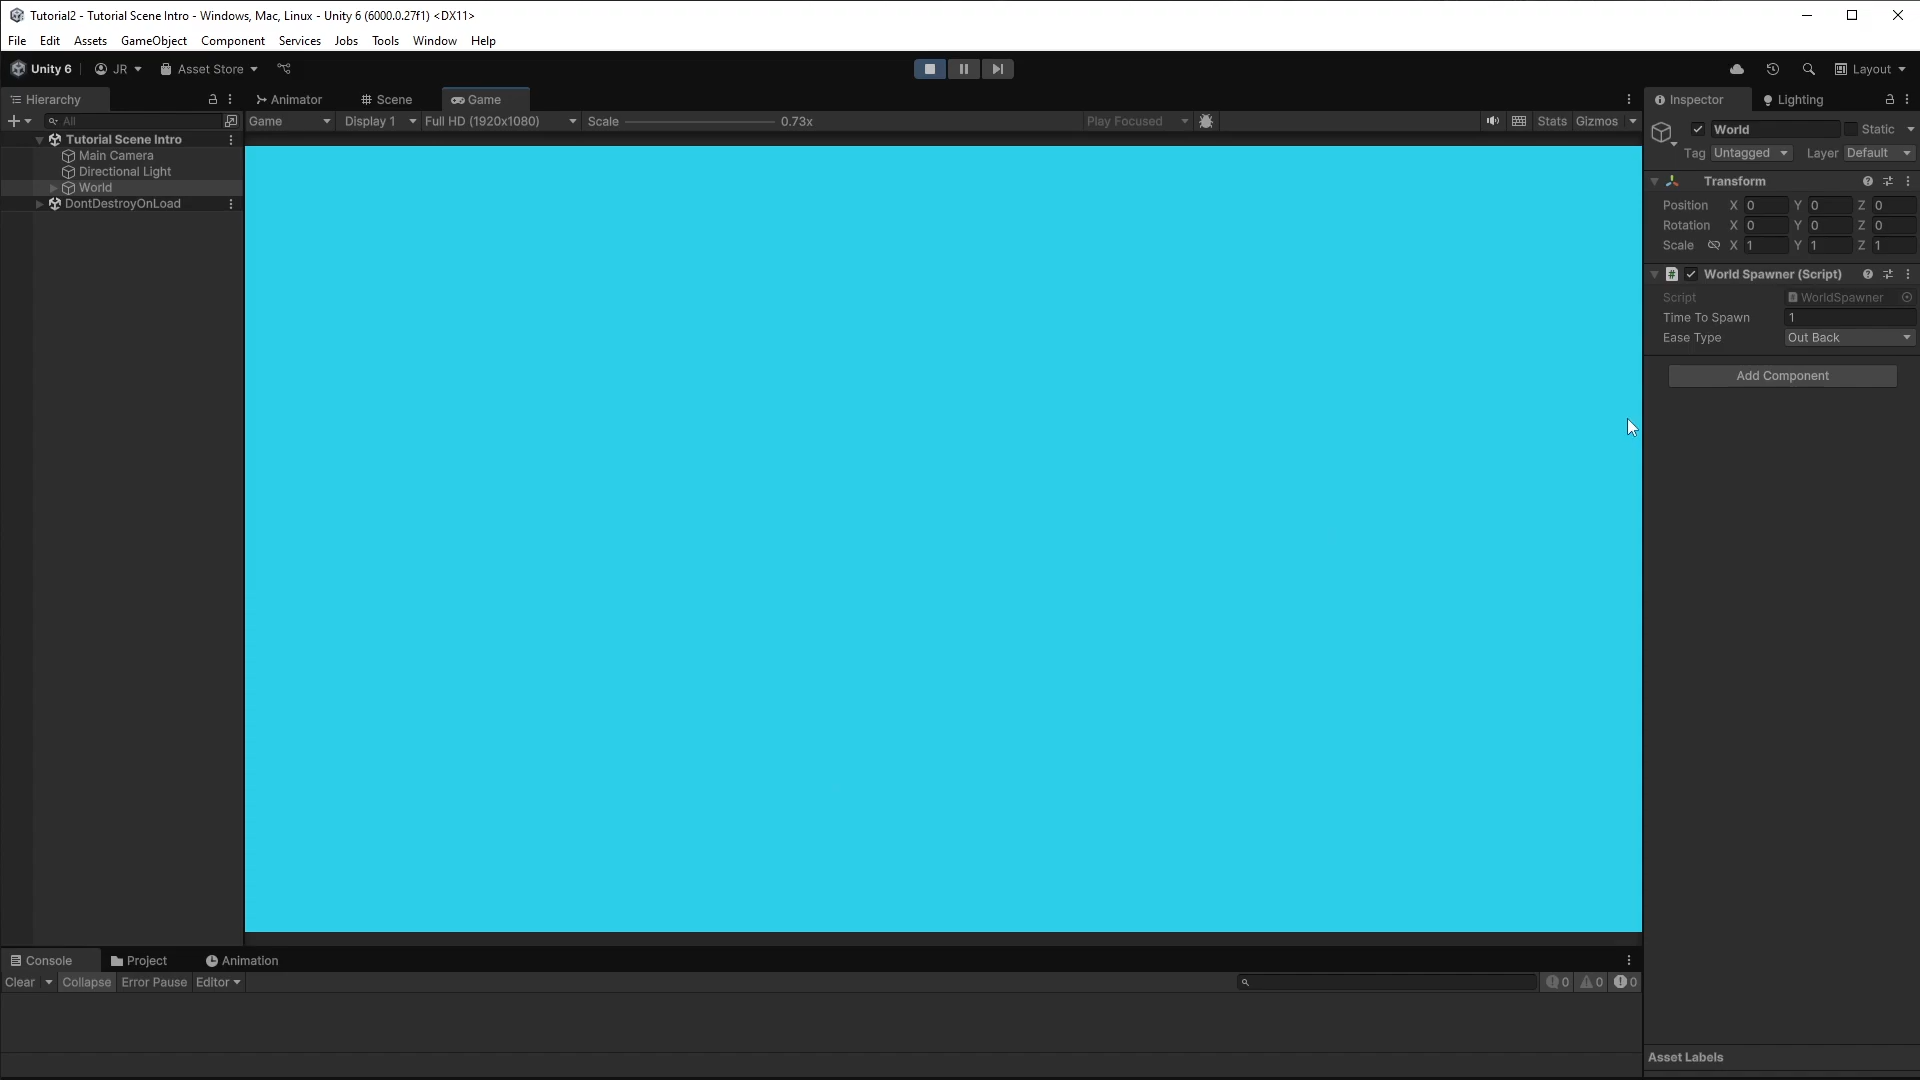 Tutorial2 - Tutorial Scene Intro - Windows, Mac, Linux - Unity 6 (6000.0.27f1) <DX11>
File Edit Assets GameObject Component Services Jobs Tools Window Help
Unity 6 JR Asset Store Layout
Hierarchy Animator Scene Game Inspector Lighting
All Game Display 1 Full HD (1920x1080) Scale 0.73x Play Focused Stats Gizmos World Static
Tutorial Scene Intro
Main Camera
Directional Light
World
DontDestroyOnLoad
Tag Untagged Layer Default
Transform
Position X 0 Y 0 Z 0
Rotation X 0 Y 0 Z 0
Scale X 1 Y 1 Z 1
# World Spawner (Script)
Script WorldSpawner
Time To Spawn 1
Ease Type Out Back
Add Component
Console Project Animation
Clear Collapse Error Pause Editor 0 0 0
Asset Labels